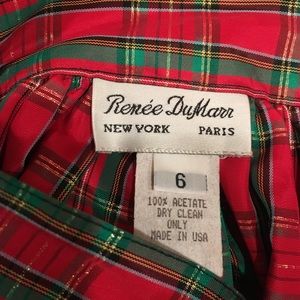 Renée DuMarr
NEW YORK PARIS
6
100% ACETATE
DRY CLEAN
ONLY
MADE IN USA